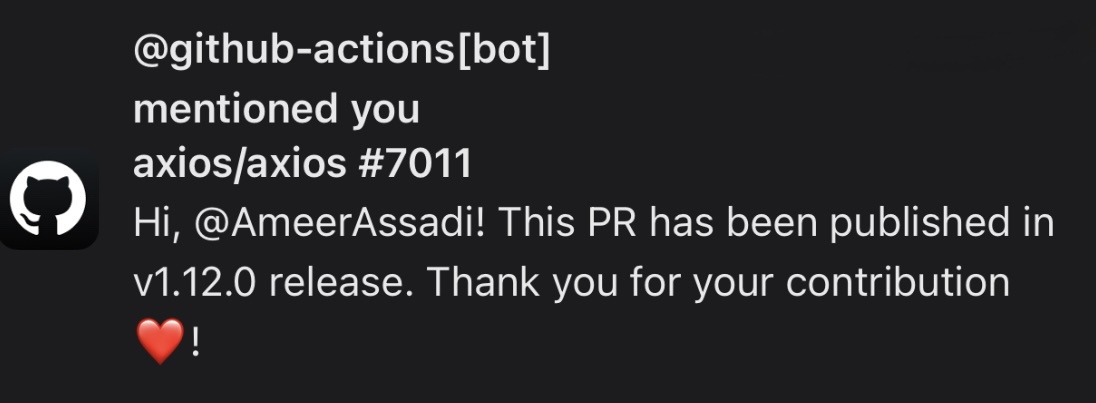 @github-actions[bot]
mentioned you
axios/axios #7011
Hi, @AmeerAssadi! This PR has been published in
v1.12.0 release. Thank you for your contribution
❤️!